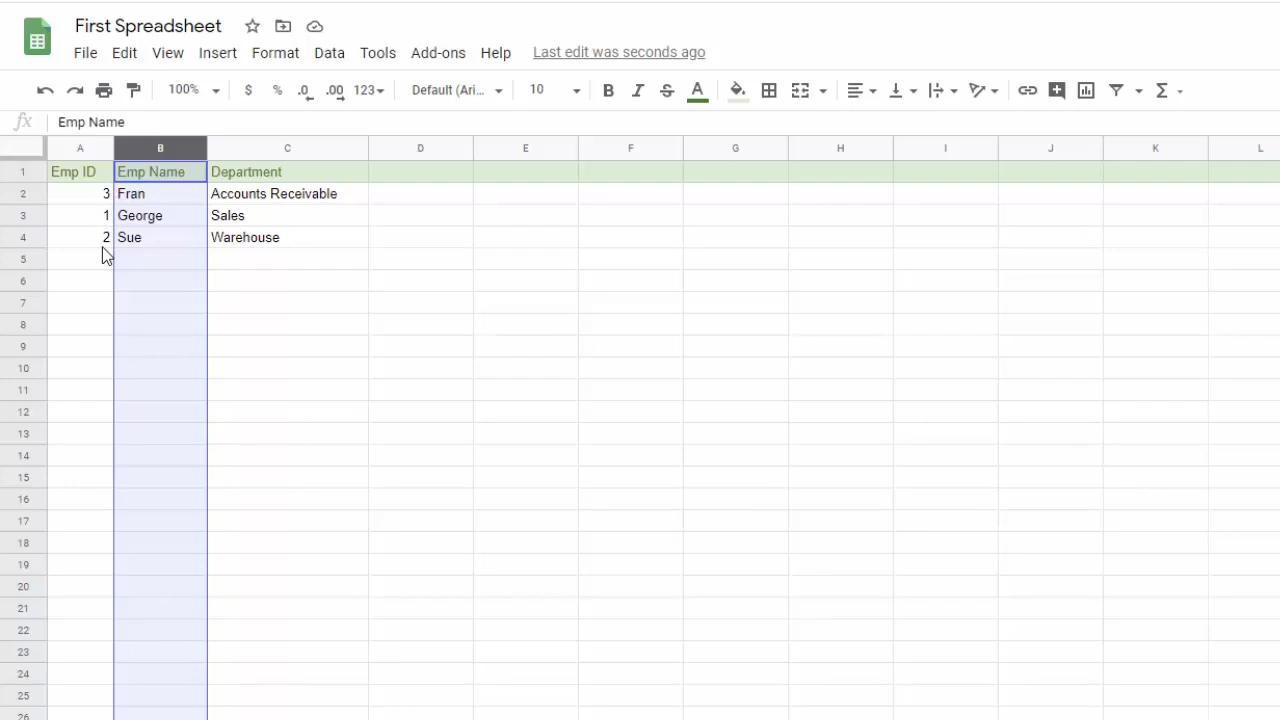 First Spreadsheet
File Edit View Insert Format Data Tools Add-ons Help Last edit was seconds ago
100% $ % .0 .00 123 Default (Ari... 10 B I S A Σ
fx Emp Name
A B C D E F G H I J K L
1 Emp ID Emp Name Department
2 3 Fran Accounts Receivable
3 1 George Sales
4 2 Sue Warehouse
5
6
7
8
9
10
11
12
13
14
15
16
17
18
19
20
21
22
23
24
25
26